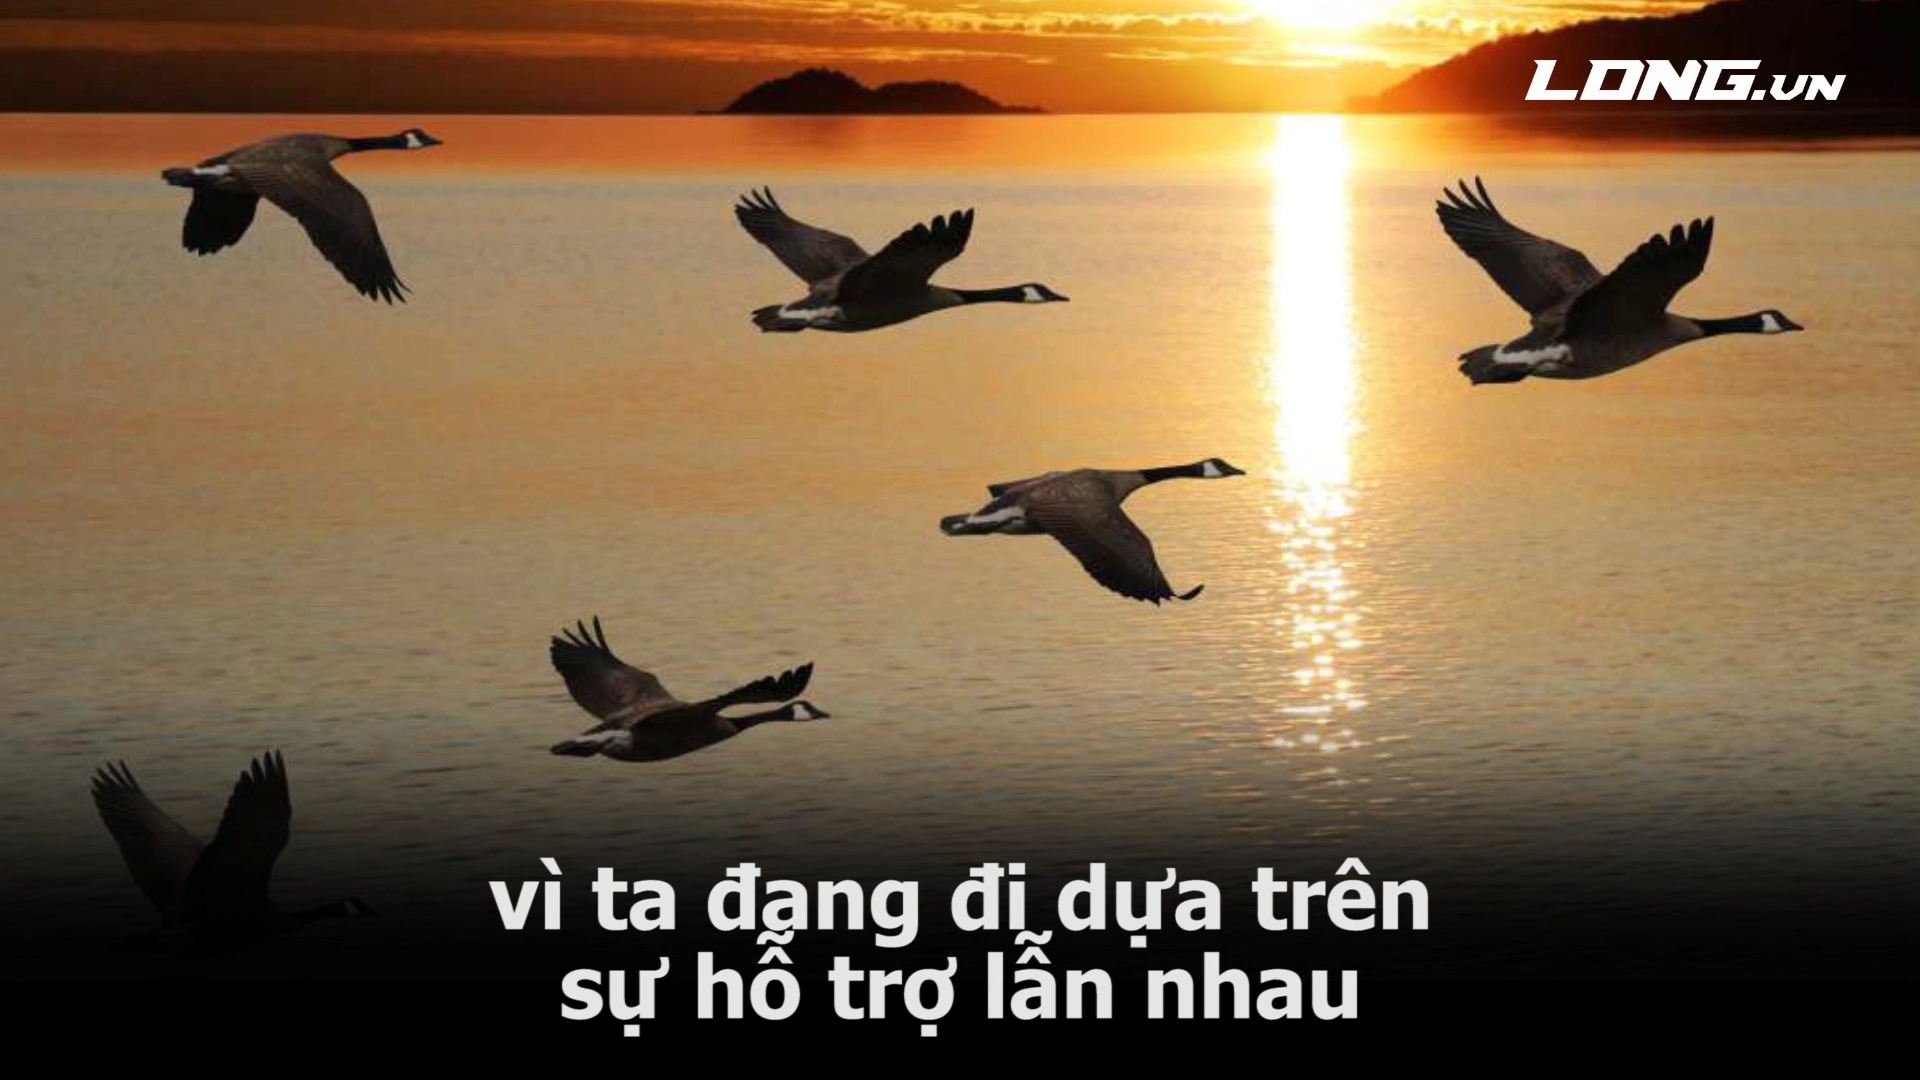 LONG.VN
vì ta đang đi dựa trên
sự hỗ trợ lẫn nhau